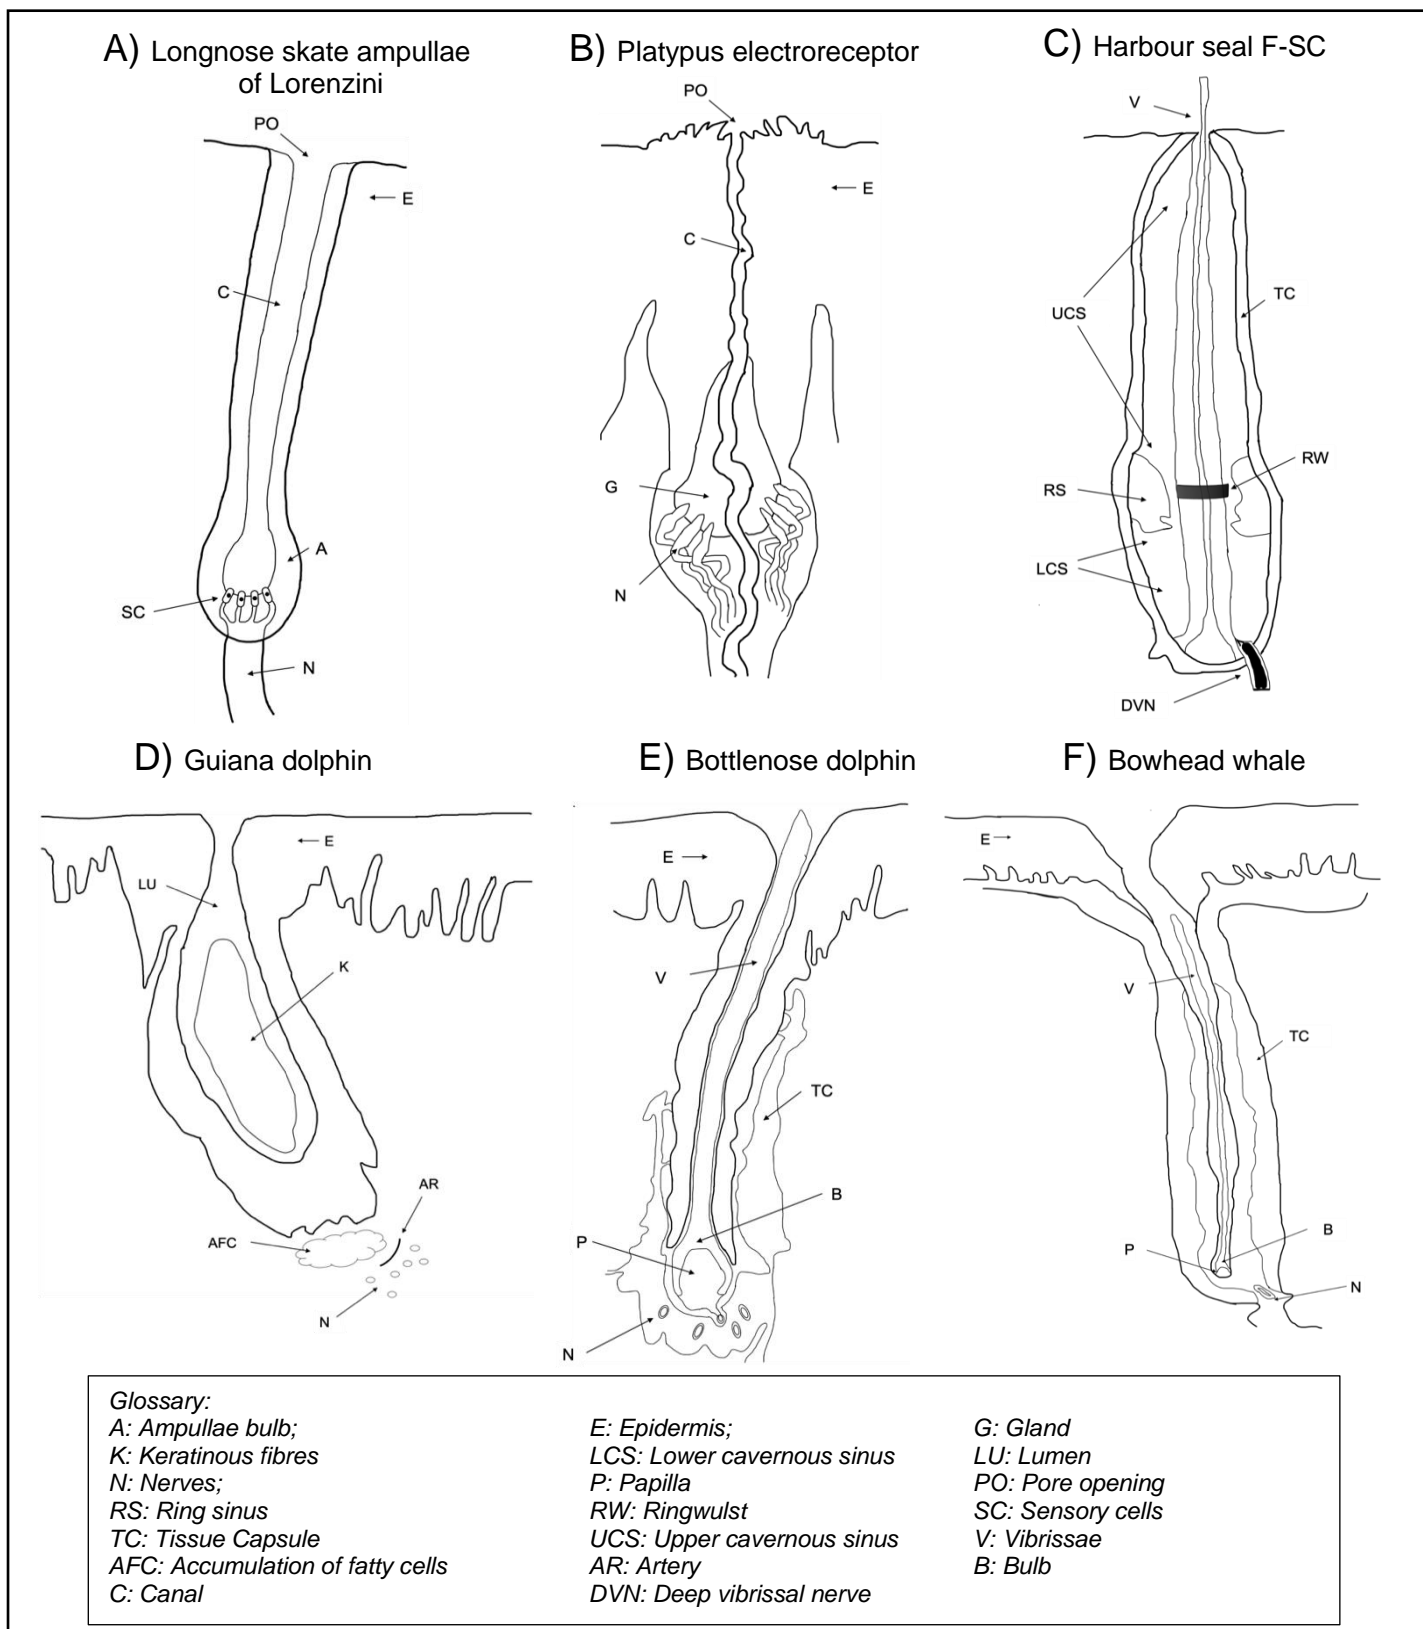 A) Longnose skate ampullae
of Lorenzini
PO
E
C
A
SC
N
B) Platypus electroreceptor
PO
E
C
G
N
C) Harbour seal F-SC
V
TC
UCS
RW
RS
LCS
DVN
D) Guiana dolphin
E
LU
K
AR
AFC
N
E) Bottlenose dolphin
E
V
TC
B
P
N
F) Bowhead whale
E
V
TC
B
P
N
Glossary:
A: Ampullae bulb; E: Epidermis; G: Gland
K: Keratinous fibres LCS: Lower cavernous sinus LU: Lumen
N: Nerves; P: Papilla PO: Pore opening
RS: Ring sinus RW: Ringwulst SC: Sensory cells
TC: Tissue Capsule UCS: Upper cavernous sinus V: Vibrissae
AFC: Accumulation of fatty cells AR: Artery B: Bulb
C: Canal DVN: Deep vibrissal nerve